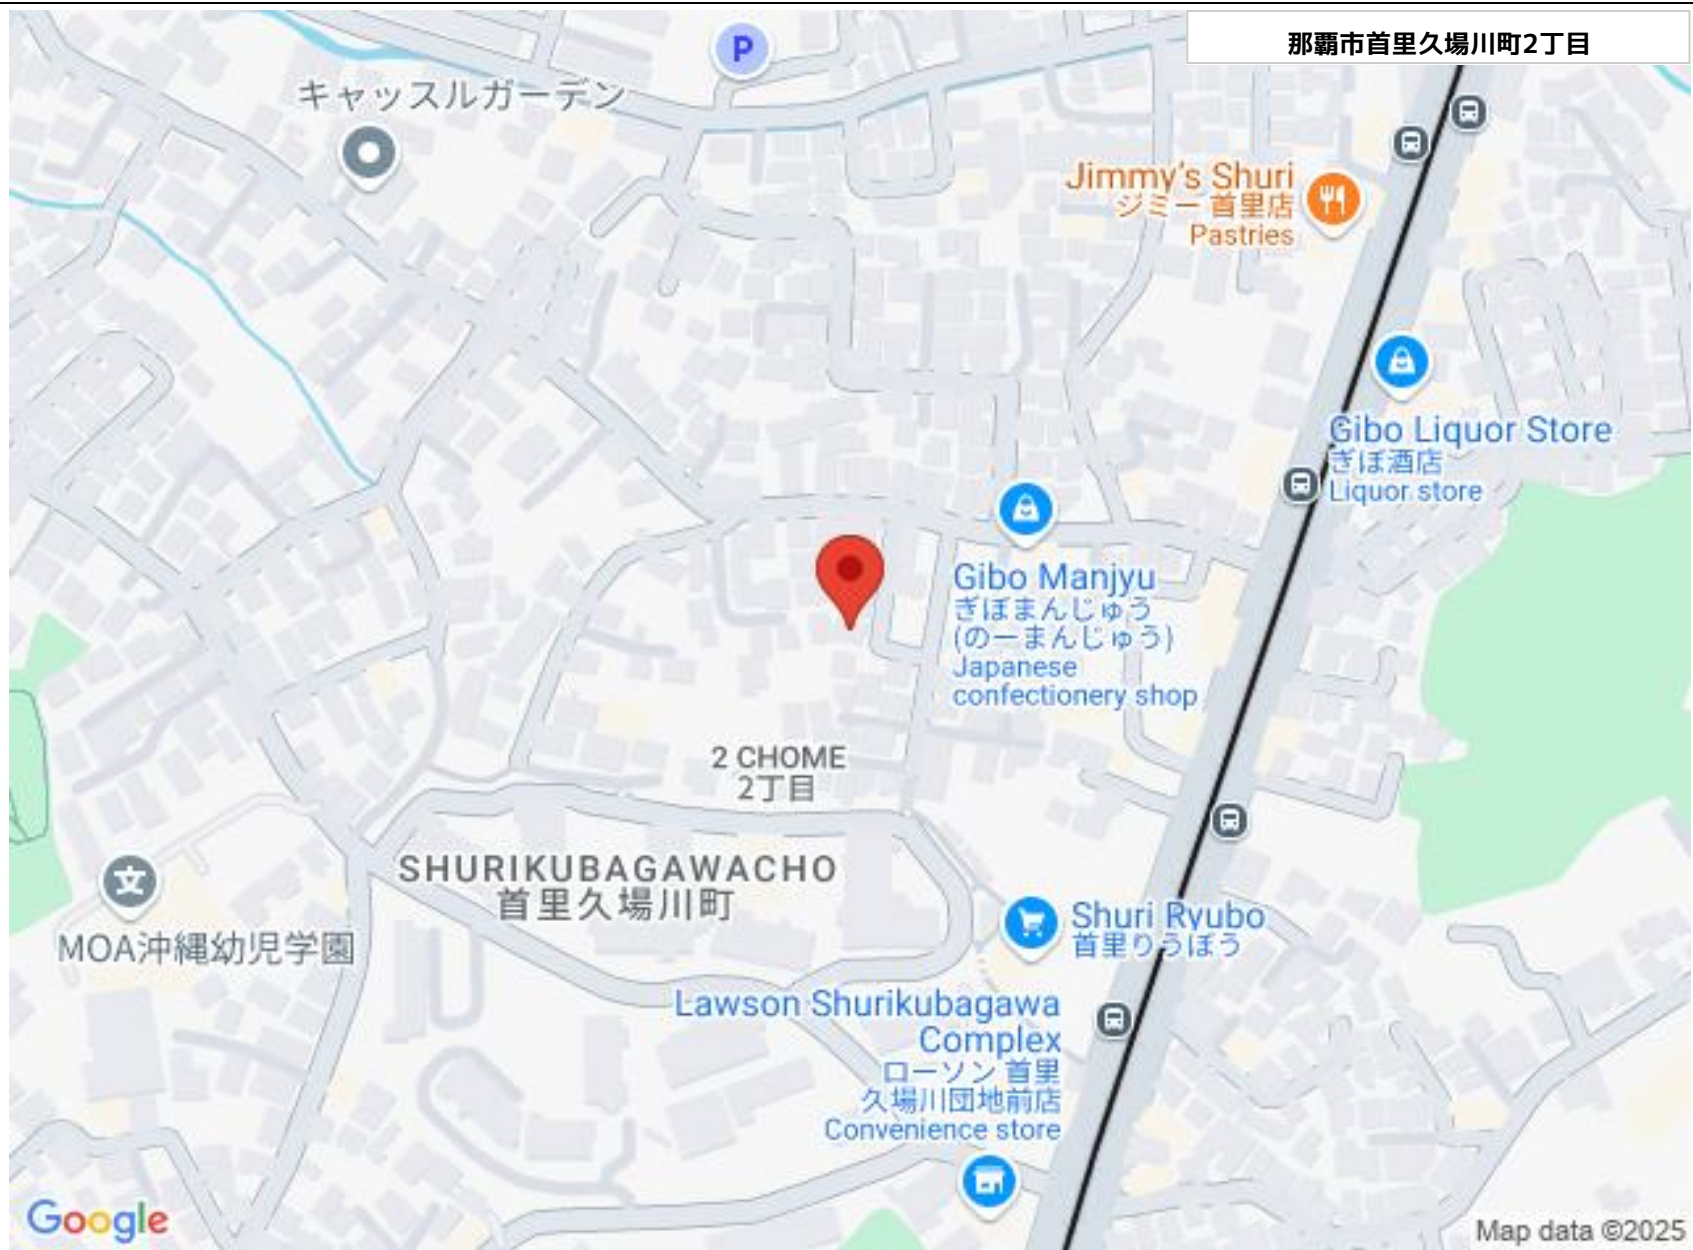 那覇市首里久場川町2丁目
P
キャッスルガーデン
Jimmy's Shuri
ジミー 首里店
Pastries
Gibo Liquor Store
ぎぼ酒店
Liquor store
Gibo Manjyu
ぎぼまんじゅう
(のーまんじゅう)
Japanese
confectionery shop
2 CHOME
2丁目
SHURIKUBAGAWACHO
首里久場川町
文
MOA沖縄幼児学園
Shuri Ryubo
首里りうぼう
Lawson Shurikubagawa
Complex
ローソン 首里
久場川団地前店
Convenience store
Google
Map data ©2025